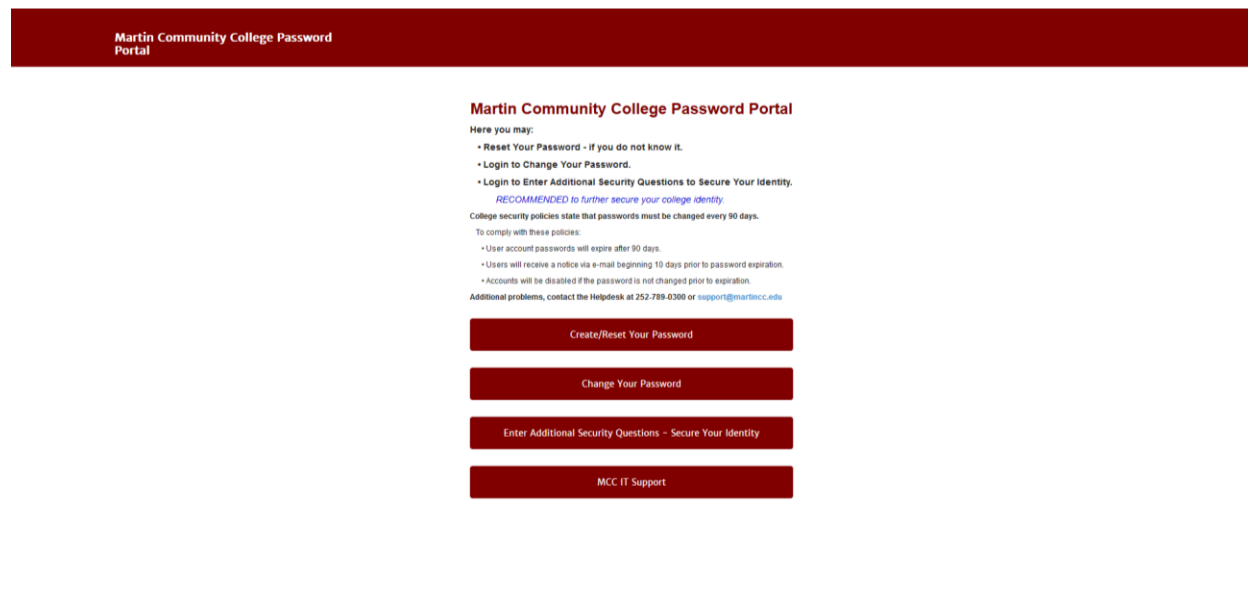 Martin Community College Password
Portal
Martin Community College Password Portal
Here you may:
• Reset Your Password - if you do not know it.
• Login to Change Your Password.
• Login to Enter Additional Security Questions to Secure Your Identity.
RECOMMENDED to further secure your college identity.
College security policies state that passwords must be changed every 90 days.
To comply with these policies:
• User account passwords will expire after 90 days.
• Users will receive a notice via e-mail beginning 10 days prior to password expiration.
• Accounts will be disabled if the password is not changed prior to expiration.
Additional problems, contact the Helpdesk at 252-789-0300 or support@martincc.edu
Create/Reset Your Password
Change Your Password
Enter Additional Security Questions - Secure Your Identity
MCC IT Support